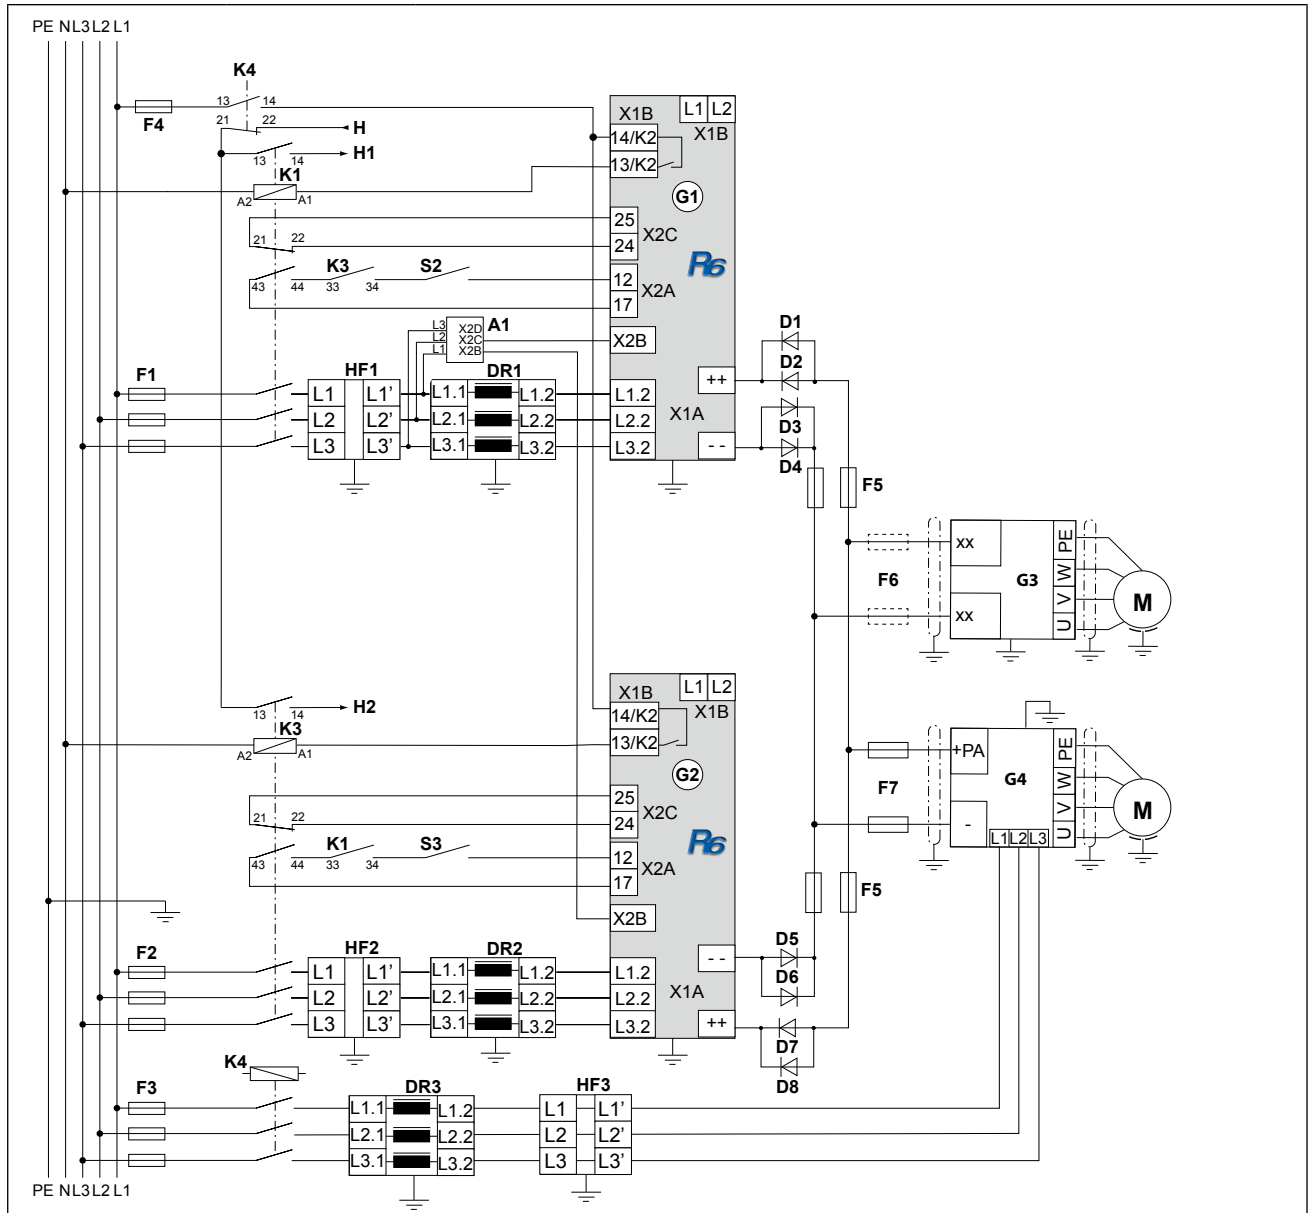 PE N L3 L2 L1
K4
13 14
F4
21 22
H
13 14
H1
K1
A2 A1
X1B
L1 L2
X1B
14/K2
13/K2
G1
25
X2C
24
21 22
R6
K3
S2
43 44 33 34
12
X2A
17
L3 X2D
L2 X2C
L1 X2B
A1
X2B
D1
D2
F1
HF1
DR1
++
L1 L1' L1.1 L1.2 L1.2
L2 L2' L2.1 L2.2 L2.2
X1A
L3 L3' L3.1 L3.2 L3.2
- -
D3
D4
F5
xx
PE
W
V
U
F6
G3
M
xx
X1B
L1 L2
X1B
13 14
H2
14/K2
13/K2
K3
A2 A1
G2
+PA
PE
W
V
U
G4
F7
M
-
L1 L2 L3
25
X2C
24
21 22
R6
K1
S3
43 44 33 34
12
X2A
17
F5
X2B
D5
D6
F2
HF2
DR2
- -
L1 L1' L1.1 L1.2 L1.2
L2 L2' L2.1 L2.2 L2.2
X1A
L3 L3' L3.1 L3.2 L3.2
++
D7
D8
K4
F3
DR3
HF3
L1.1 L1.2 L1 L1'
L2.1 L2.2 L2 L2'
L3.1 L3.2 L3 L3'
PE N L3 L2 L1